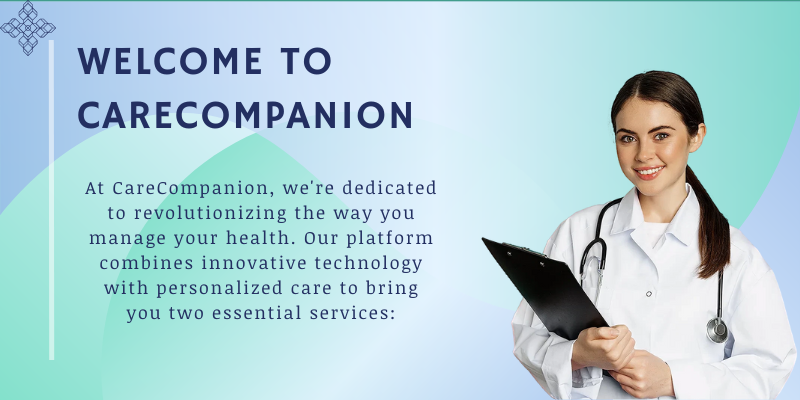 WELCOME TO
CARECOMPANION
At CareCompanion, we're dedicated
to revolutionizing the way you
manage your health. Our platform
combines innovative technology
with personalized care to bring
you two essential services: